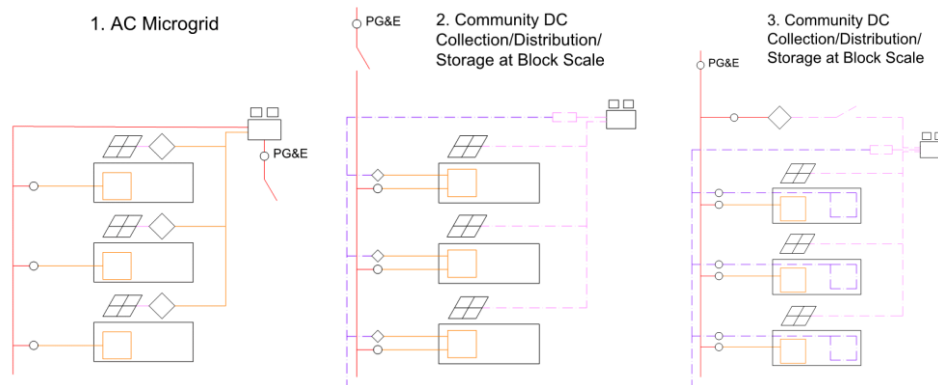 1. AC Microgrid
PG&E
PG&E
2. Community DC
Collection/Distribution/
Storage at Block Scale
PG&E
3. Community DC
Collection/Distribution/
Storage at Block Scale